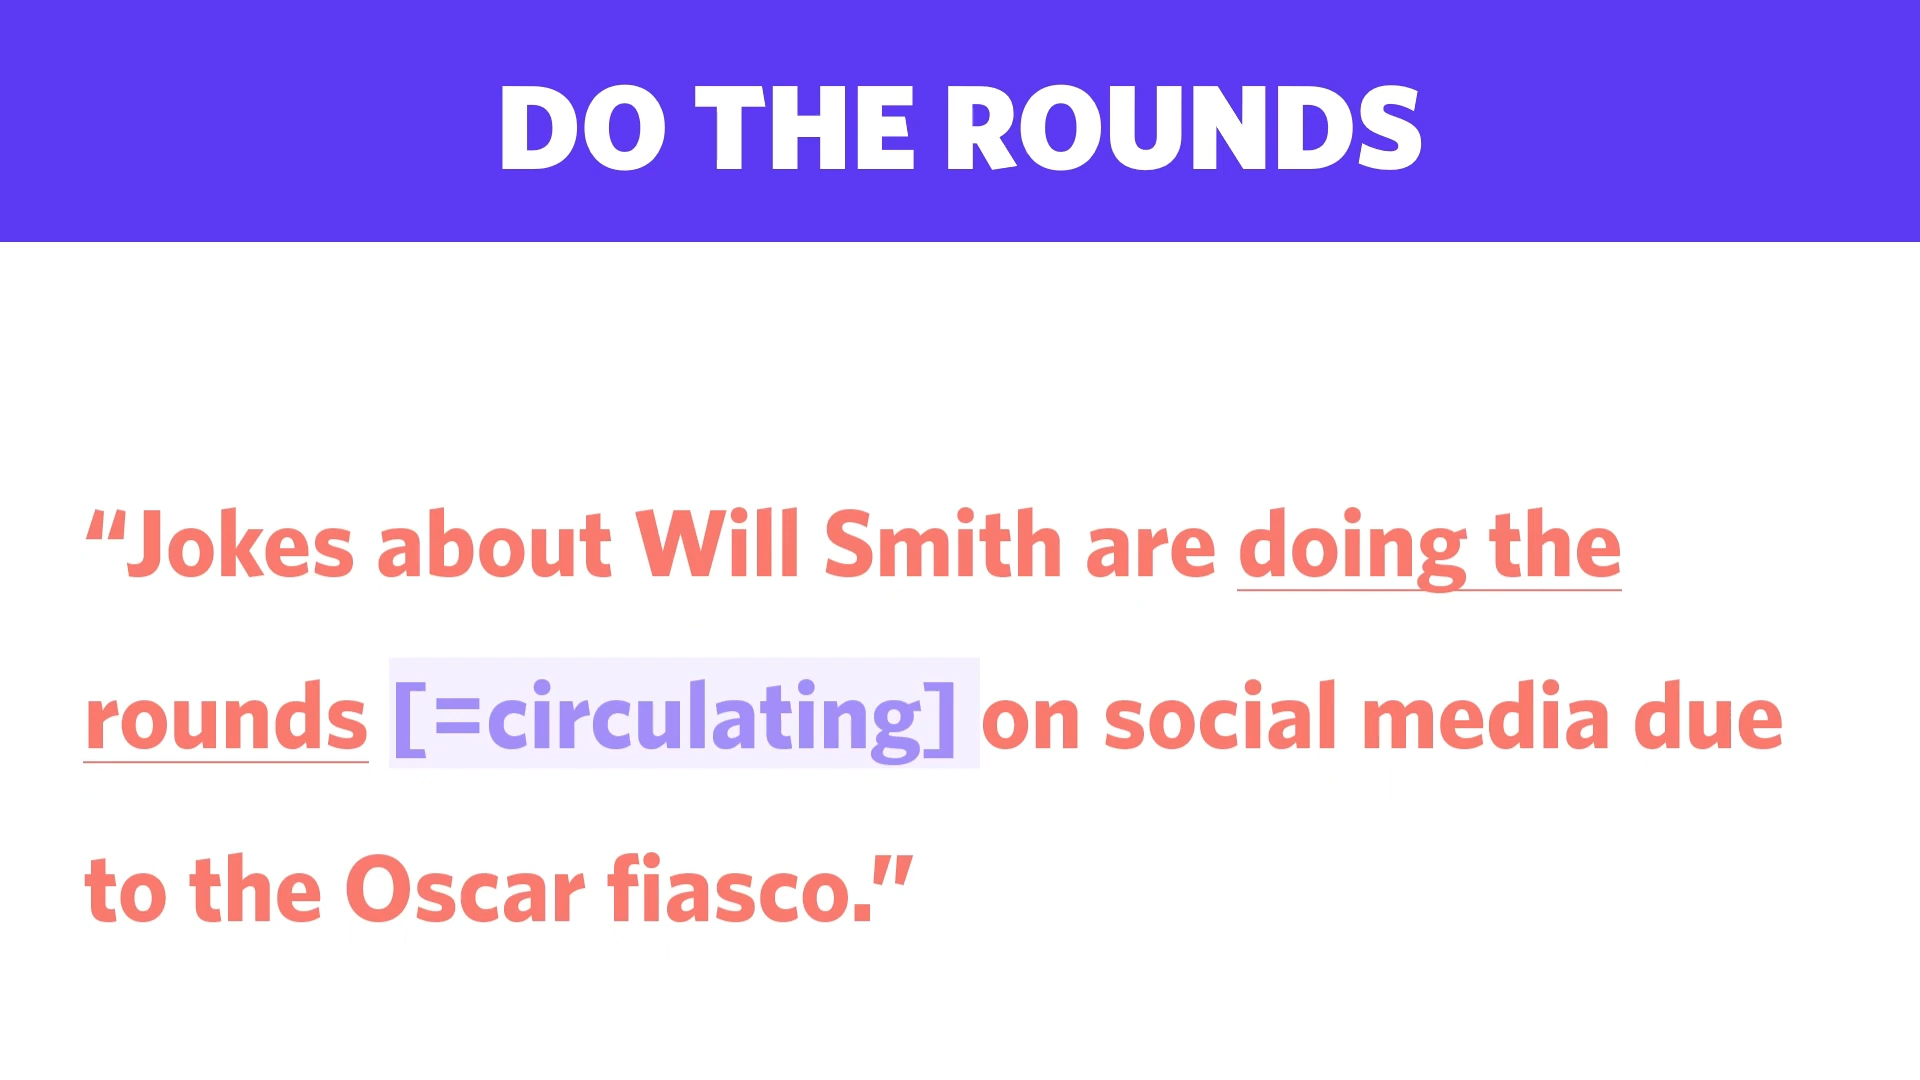 DO THE ROUNDS
“Jokes about Will Smith are doing the
rounds [=circulating] on social media due
to the Oscar fiasco.”